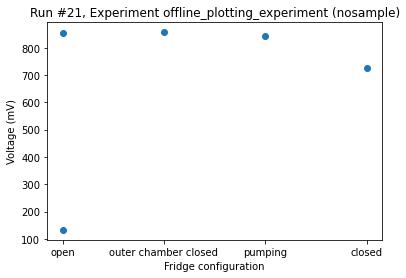 Run #21, Experiment offline_plotting_experiment (nosample)
Voltage (mV)
800
700
600
500
400
300
200
100
open
outer chamber closed
pumping
closed
Fridge configuration